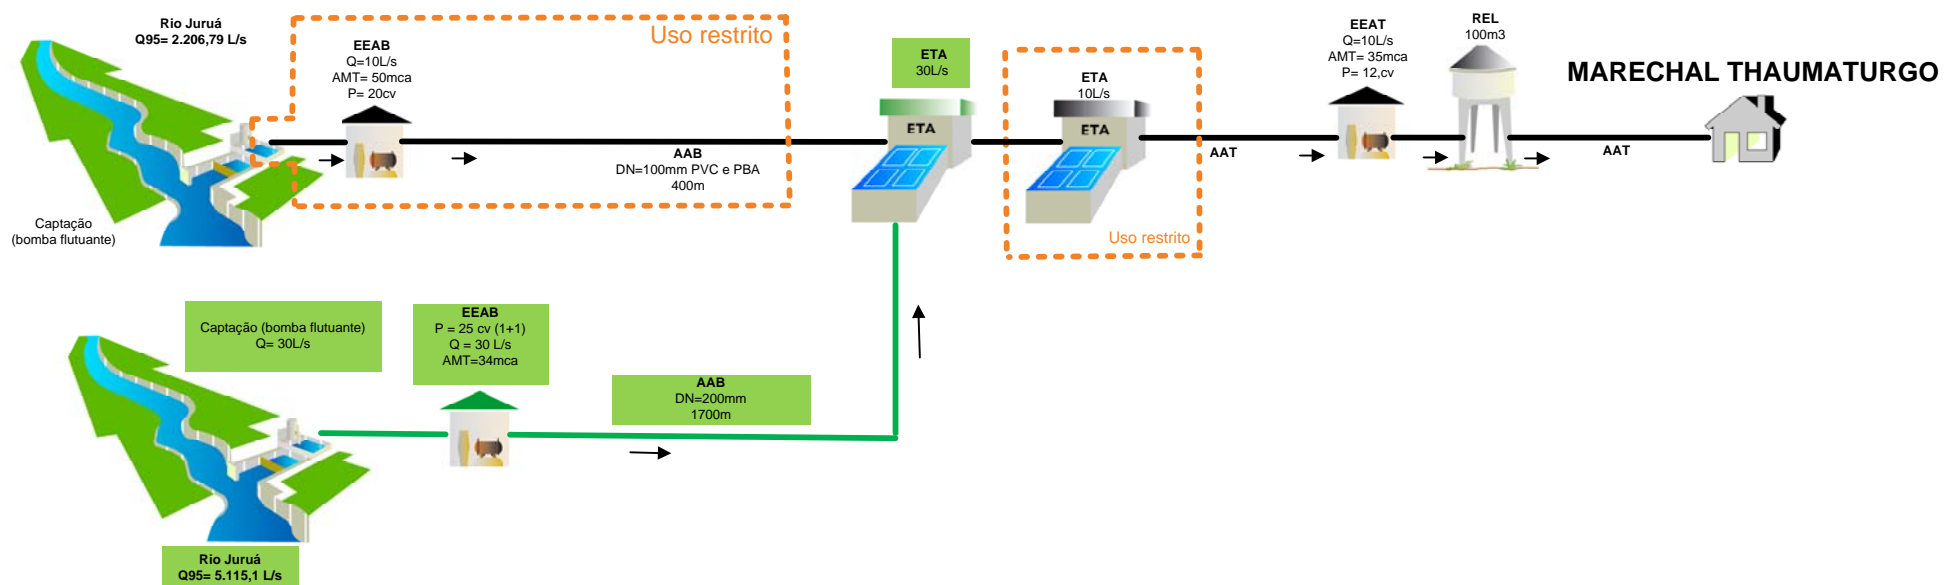 Rio Juruá
Q95= 2.206,79 L/s
EEAB
Q=10L/s
AMT= 50mca
P= 20cv
Uso restrito
AAB
DN=100mm PVC e PBA
400m
Captação
(bomba flutuante)
ETA
30L/s
ETA
ETA
10L/s
ETA
Uso restrito
AAT
EEAT
Q=10L/s
AMT= 35mca
P= 12,cv
REL
100m3
AAT
MARECHAL THAUMATURGO
Captação (bomba flutuante)
Q= 30L/s
EEAB
P = 25 cv (1+1)
Q = 30 L/s
AMT=34mca
AAB
DN=200mm
1700m
Rio Juruá
Q95= 5.115,1 L/s